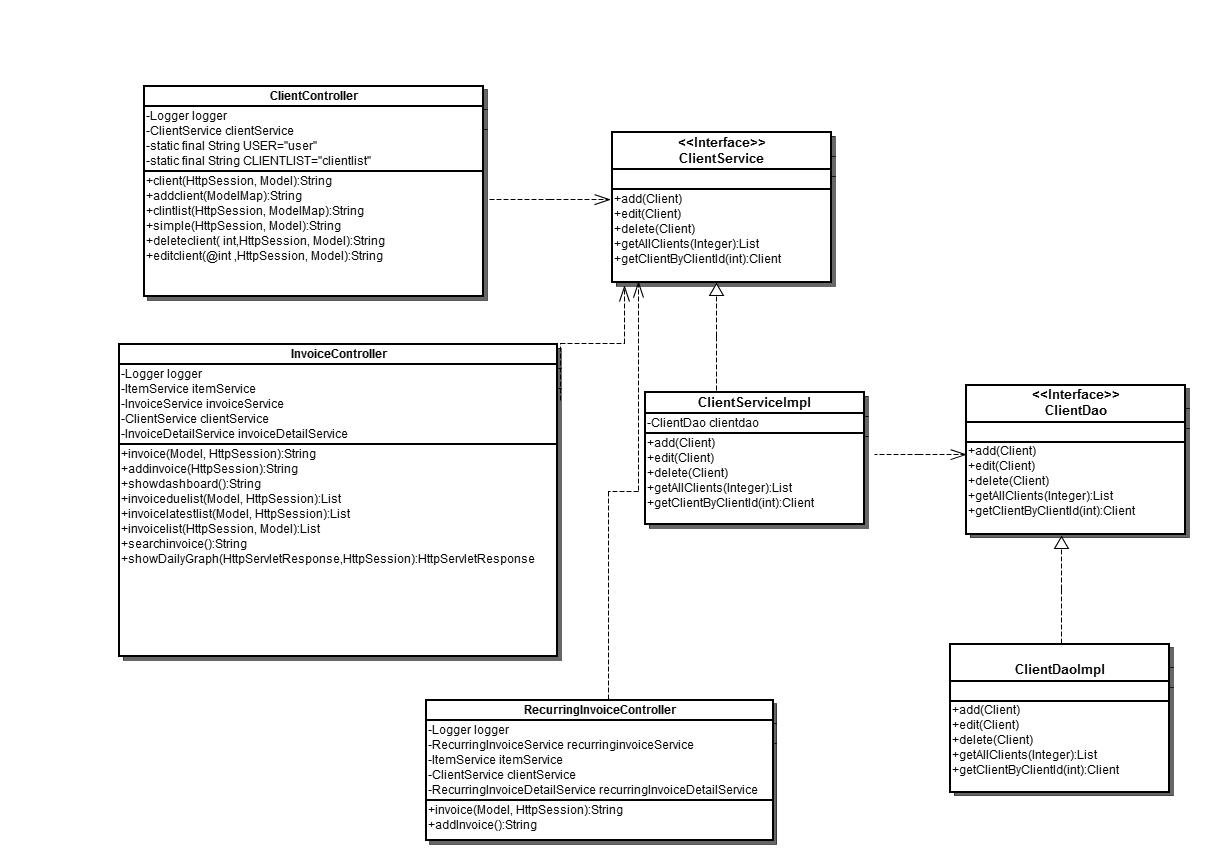 ClientController
-Logger logger
-ClientService clientService
-static final String USER="user"
-static final String CLIENTLIST="clientlist"
+client(HttpSession, Model):String
+addclient(ModelMap):String
+clintlist(HttpSession, ModelMap):String
+simple(HttpSession, Model):String
+deleteclient( int,HttpSession, Model):String
+editclient(@int ,HttpSession, Model):String
<<Interface>>
ClientService
+add(Client)
+edit(Client)
+delete(Client)
+getAllClients(Integer):List
+getClientByClientId(int):Client
InvoiceController
-Logger logger
-ItemService itemService
-InvoiceService invoiceService
-ClientService clientService
-InvoiceDetailService invoiceDetailService
+invoice(Model, HttpSession):String
+addinvoice(HttpSession):String
+showdashboard():String
+invoiceduelist(Model, HttpSession):List
+invoicelatestlist(Model, HttpSession):List
+invoicelist(HttpSession, Model):List
+searchinvoice():String
+showDailyGraph(HttpServletResponse,HttpSession):HttpServletResponse
ClientServiceImpl
-ClientDao clientdao
+add(Client)
+edit(Client)
+delete(Client)
+getAllClients(Integer):List
+getClientByClientId(int):Client
<<Interface>>
ClientDao
+add(Client)
+edit(Client)
+delete(Client)
+getAllClients(Integer):List
+getClientByClientId(int):Client
ClientDaoImpl
+add(Client)
+edit(Client)
+delete(Client)
+getAllClients(Integer):List
+getClientByClientId(int):Client
RecurringInvoiceController
-Logger logger
-RecurringInvoiceService recurringinvoiceService
-ItemService itemService
-ClientService clientService
-RecurringInvoiceDetailService recurringInvoiceDetailService
+invoice(Model, HttpSession):String
+addInvoice():String